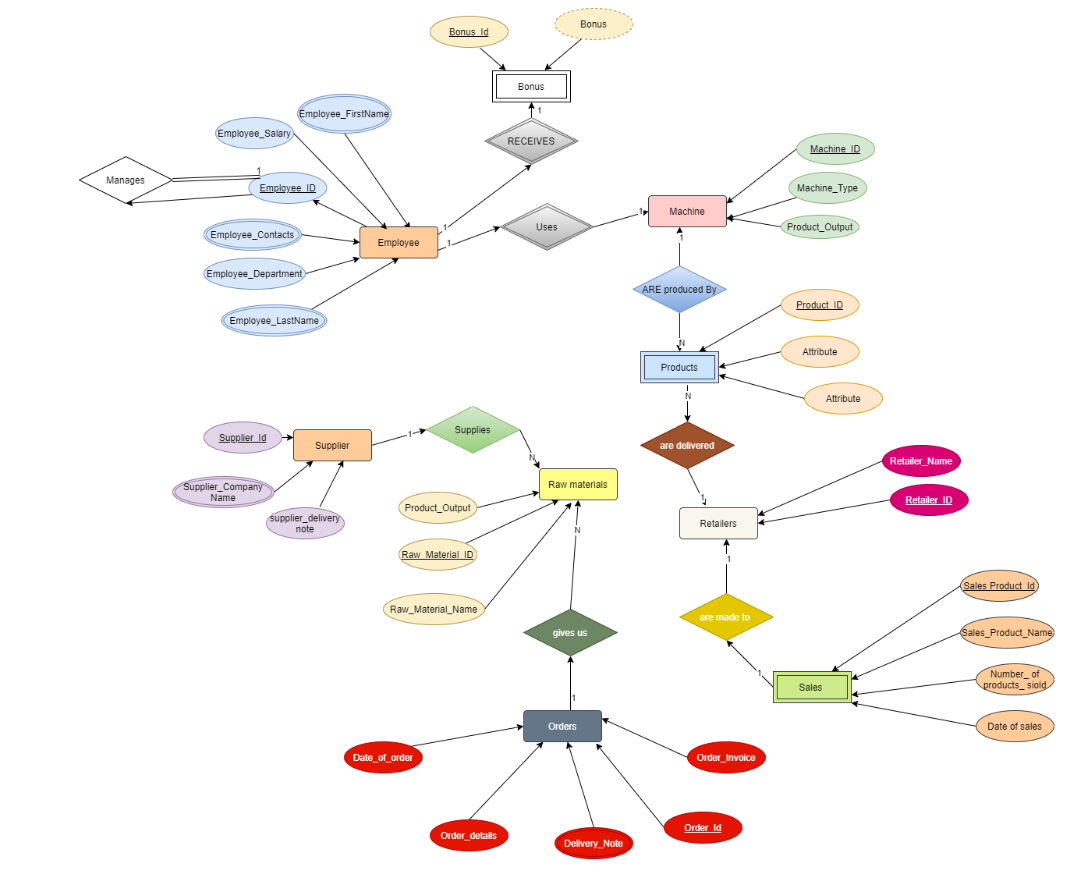 Bonus_Id
Bonus
Bonus
1
RECEIVES
Employee_FirstName
Employee_Salary
Manages
1
Employee_ID
Employee_Contacts
Employee
1
1
Uses
1
Machine
Machine_ID
Machine_Type
Product_Output
Employee_Department
Employee_LastName
1
ARE produced By
N
Product_ID
Products
Attribute
Attribute
N
are delivered
1
Supplier_Id
Supplier
1
Supplies
N
Supplier_Company
Name
supplier_delivery
note
Raw materials
Product_Output
Raw_Material_ID
Raw_Material_Name
N
Retailer_Name
Retailer_ID
Retailers
1
are made to
1
gives us
1
Sales
Sales Product_Id
Sales_Product_Name
Number_ of
products_ siold
Date of sales
Orders
Date_of_order
Order_Invoice
Order_details
Delivery_Note
Order_Id